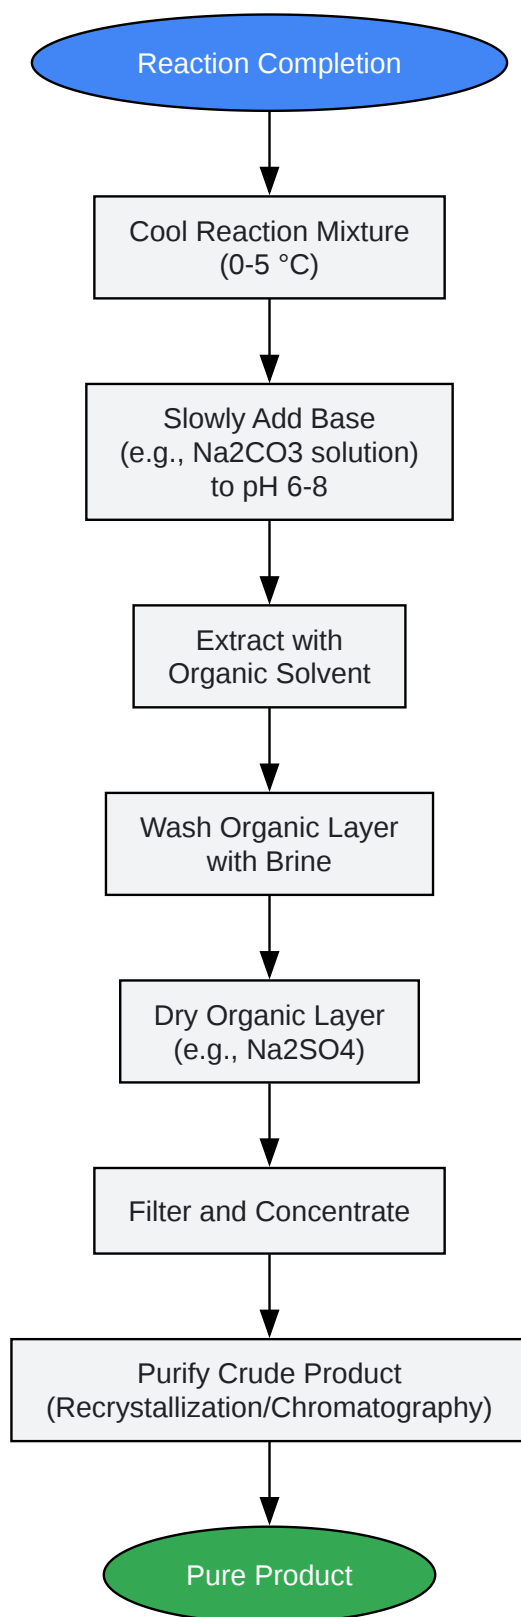 Reaction Completion
Cool Reaction Mixture
(0-5 °C)
Slowly Add Base
(e.g., Na2CO3 solution)
to pH 6-8
Extract with
Organic Solvent
Wash Organic Layer
with Brine
Dry Organic Layer
(e.g., Na2SO4)
Filter and Concentrate
Purify Crude Product
(Recrystallization/Chromatography)
Pure Product